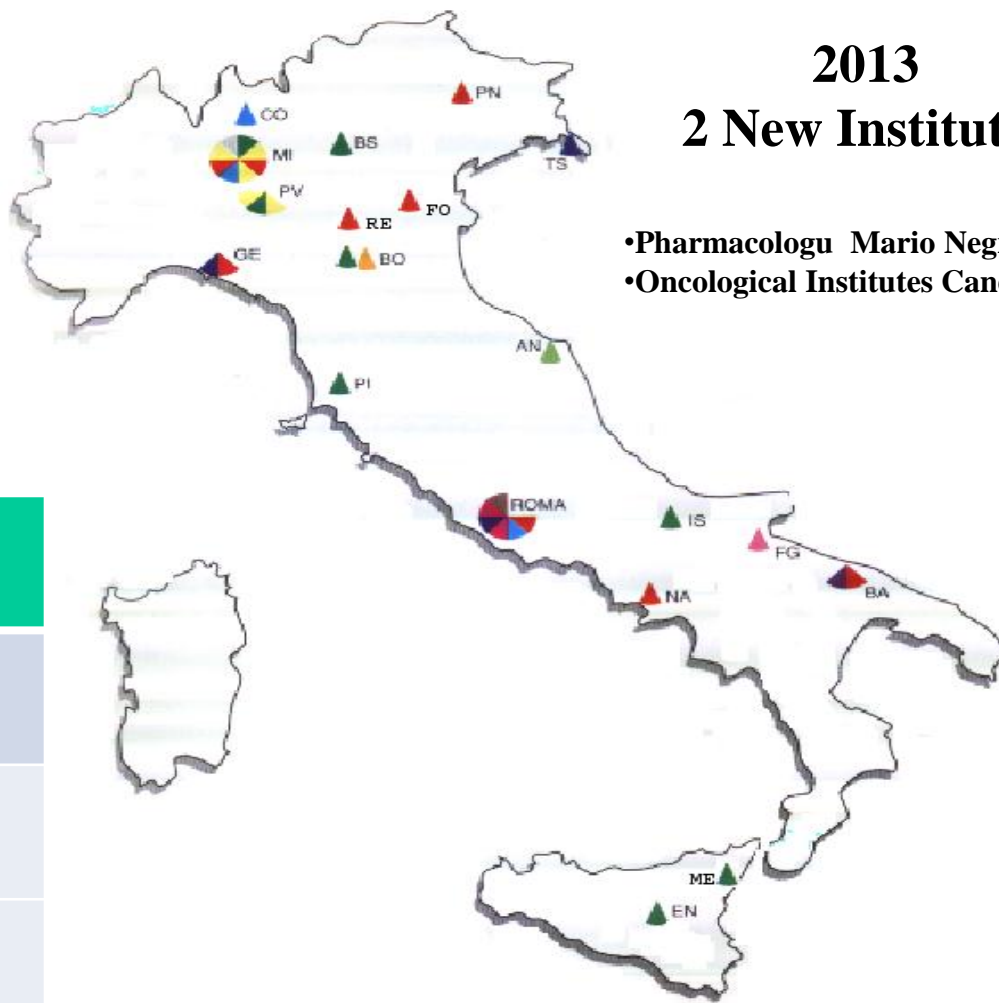 2013
2 New Institut
•Pharmacologu Mario Neg
•Oncological Institutes Can
PN
CO
BS
MI
TS
PV
FO
RE
GE
BO
AN
PI
ROMA
IS
FG
BA
NA
ME
EN